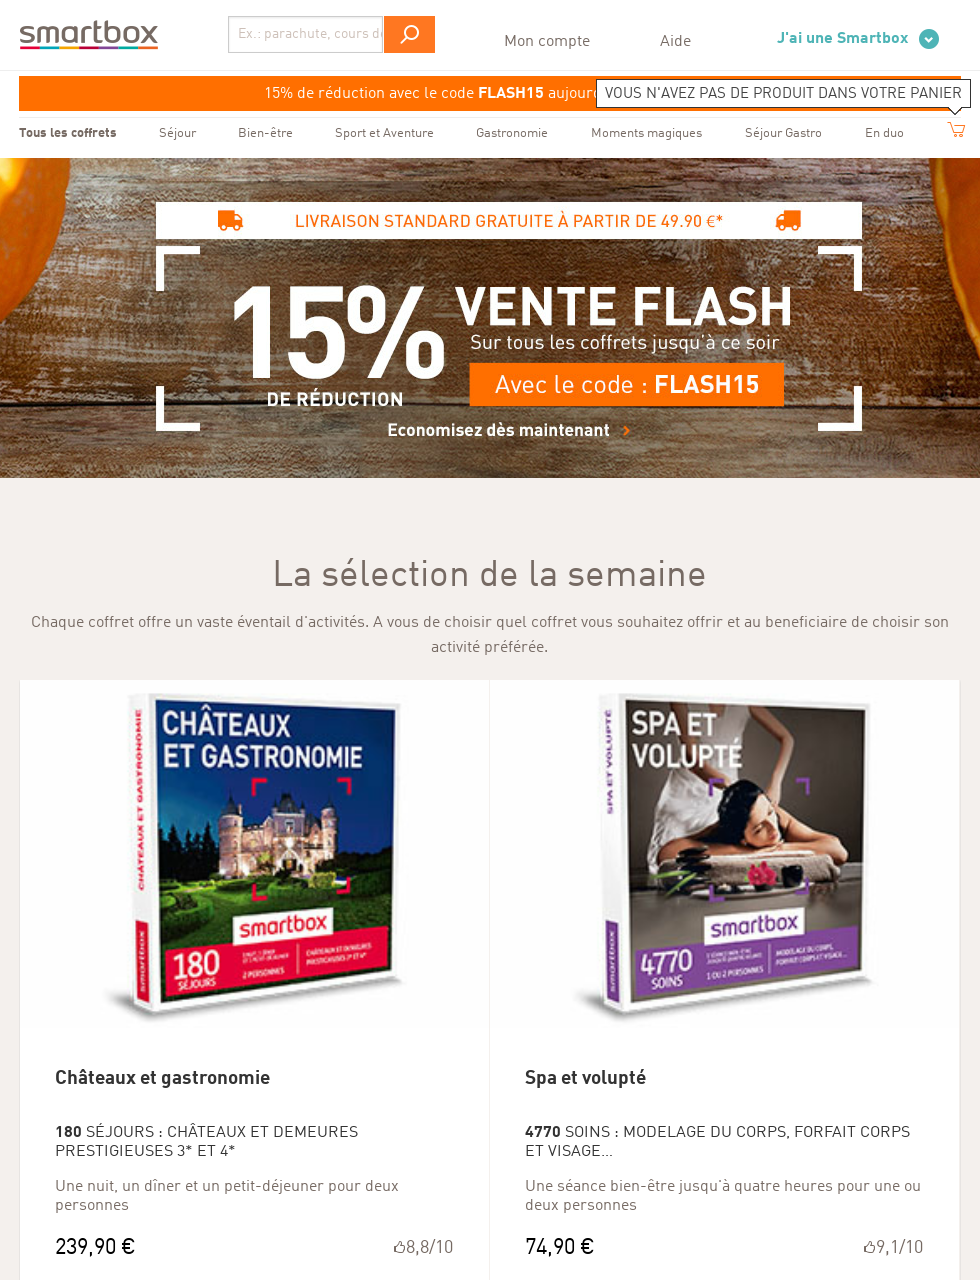 smartbox
Ex.: parachute, cours de
Mon compte
Aide
J'ai une Smartbox
15% de réduction avec le code FLASH15
VOUS N'AVEZ PAS DE PRODUIT DANS VOTRE PANIER
Tous les coffrets
Séjour
Bien-être
Sport et Aventure
Gastronomie
Moments magiques
Séjour Gastro
En duo
LIVRAISON STANDARD GRATUITE À PARTIR DE 49.90 €*
15%
DE RÉDUCTION
VENTE FLASH
Sur tous les coffrets jusqu'à ce soir
Avec le code : FLASH15
Economisez dès maintenant
La sélection de la semaine
Chaque coffret offre un vaste éventail d'activités. A vous de choisir quel coffret vous souhaitez offrir et au beneficiaire de choisir son
activité préférée.
CHÂTEAUX
ET GASTRONOMIE
CHÂTEAUX ET GASTRONOMIE
smartbox
smartbox
180
SÉJOURS
2 PERSONNES
SPA ET
VOLUPTÉ
SPA ET VOLUPTÉ
smartbox
smartbox
4770
SOINS
1 OU 2 PERSONNES
MODELAGE DU CORPS,
FORFAIT CORPS ET VISAGE...
Châteaux et gastronomie
180 SÉJOURS : CHÂTEAUX ET DEMEURES
PRESTIGIEUSES 3* ET 4*
Une nuit, un dîner et un petit-déjeuner pour deux
personnes
239,90 €
8,8/10
Spa et volupté
4770 SOINS : MODELAGE DU CORPS, FORFAIT CORPS
ET VISAGE...
Une séance bien-être jusqu'à quatre heures pour une ou
deux personnes
74,90 €
9,1/10